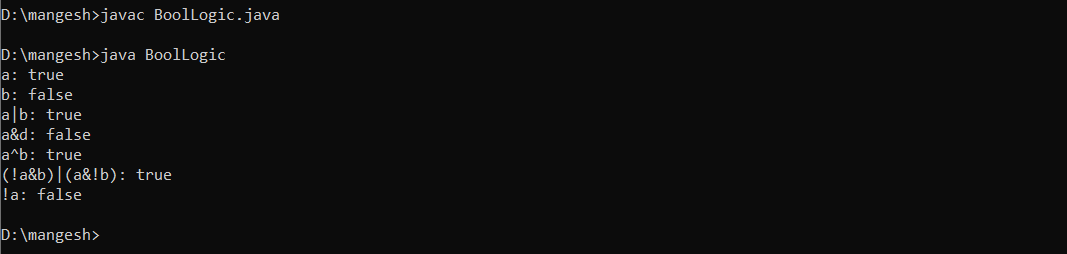 D:\mangesh>javac BoolLogic.java
D:\mangesh>java BoolLogic
a: true
b: false
a|b: true
a&d: false
a^b: true
(!a&b)|(a&!b): true
!a: false
D:\mangesh>